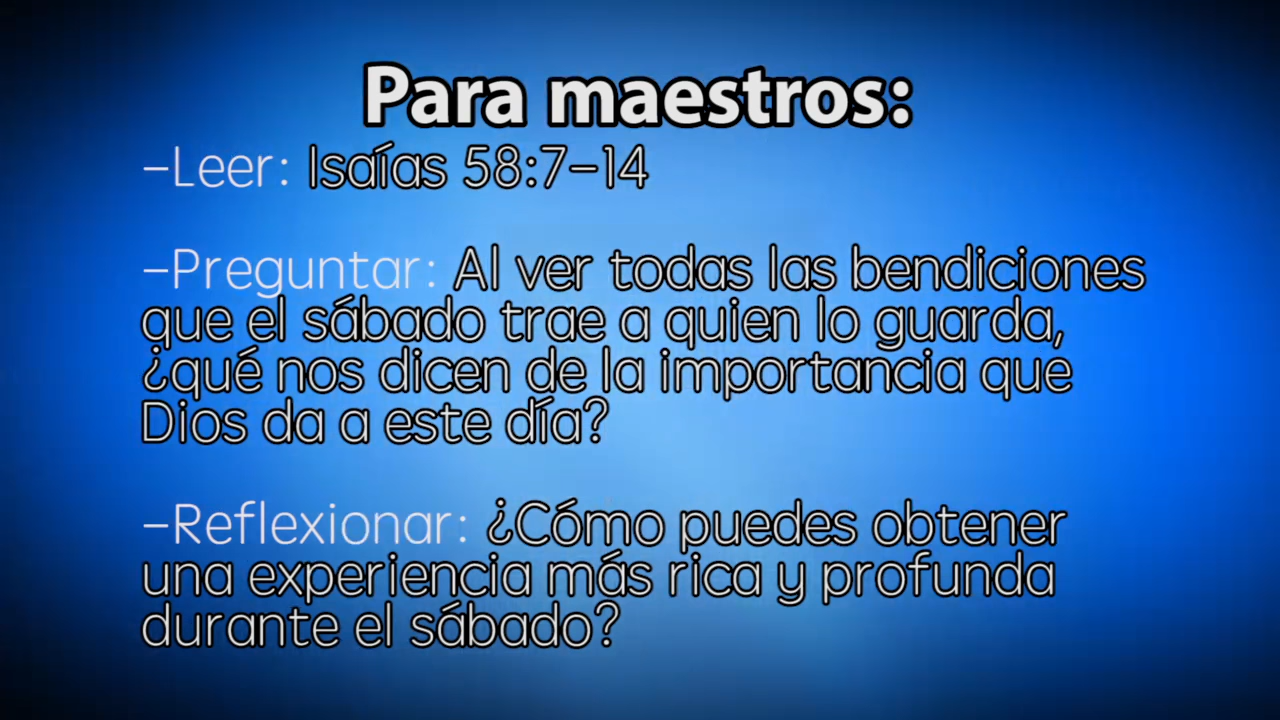 Para maestros:
-Leer: Isaías 58:7-14
-Preguntar: Al ver todas las bendiciones
que el sábado trae a quien lo guarda,
¿qué nos dicen de la importancia que
Dios da a este día?
-Reflexionar: ¿Cómo puedes obtener
una experiencia más rica y profunda
durante el sábado?